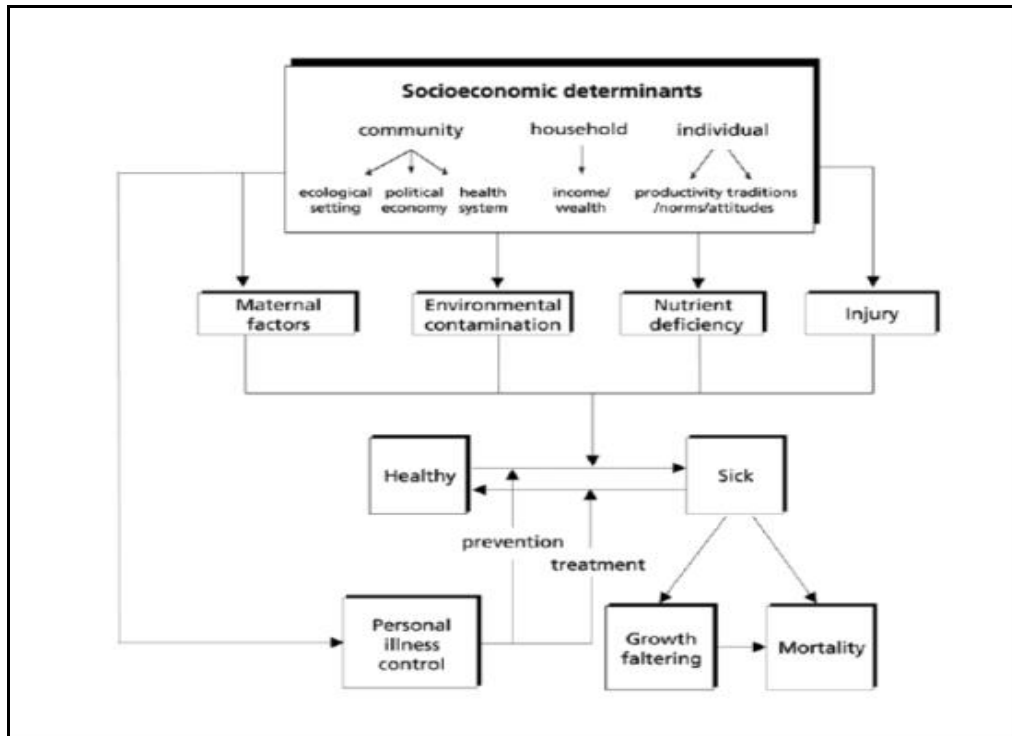 Socioeconomic determinants
community household individual
ecological political health income/ productivity traditions
setting economy system wealth /norms/attitudes
Maternal Environmental Nutrient Injury
factors contamination deficiency
Healthy Sick
prevention
treatment
Personal
illness
control
Growth
faltering
Mortality